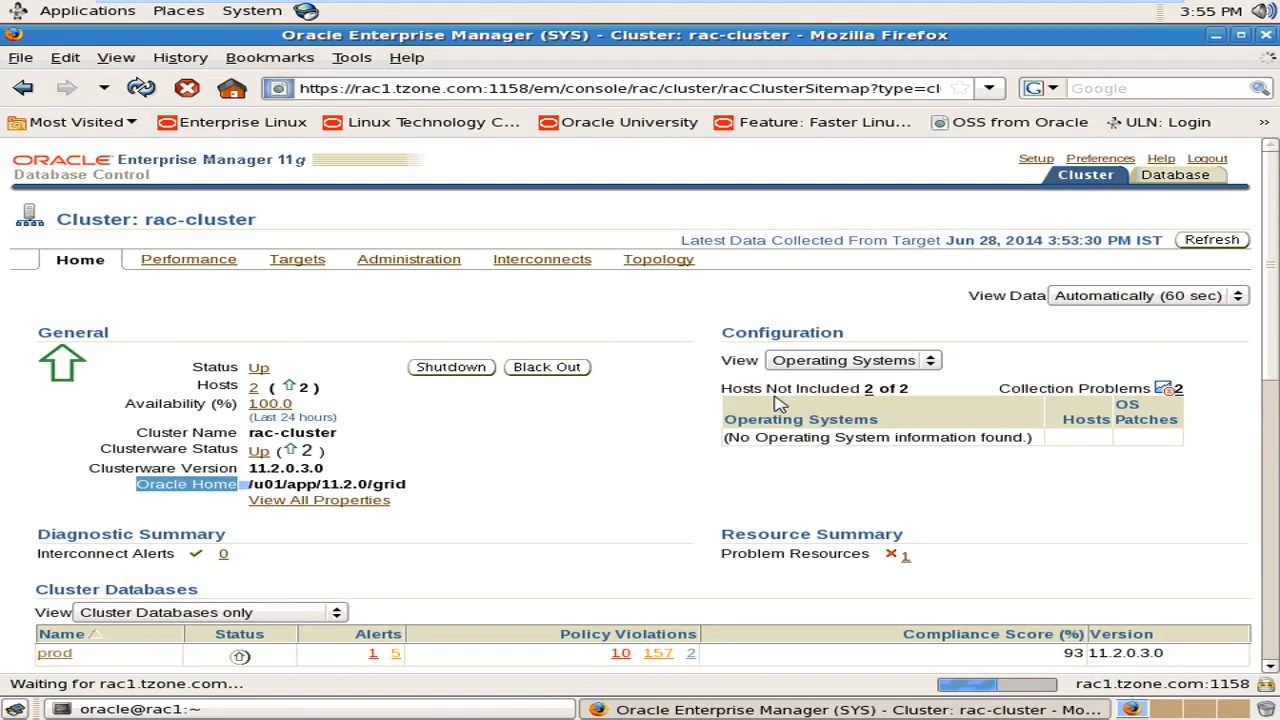 Applications Places System 3:55 PM
Oracle Enterprise Manager (SYS) - Cluster: rac-cluster - Mozilla Firefox
File Edit View History Bookmarks Tools Help
https://rac1.tzone.com:1158/em/console/rac/cluster/racClusterSitemap?type=cl Google
Most Visited Enterprise Linux Linux Technology C... Oracle University Feature: Faster Linu... OSS from Oracle ULN: Login »
ORACLE Enterprise Manager 11g
Database Control
Setup Preferences Help Logout
Cluster Database
Cluster: rac-cluster
Latest Data Collected From Target Jun 28, 2014 3:53:30 PM IST Refresh
Home Performance Targets Administration Interconnects Topology
View Data Automatically (60 sec)
General
Status Up Shutdown Black Out
Hosts 2 ( 2 )
Availability (%) 100.0
(Last 24 hours)
Cluster Name rac-cluster
Clusterware Status Up ( 2 )
Clusterware Version 11.2.0.3.0
Oracle Home /u01/app/11.2.0/grid
View All Properties
Configuration
View Operating Systems
Hosts Not Included 2 of 2 Collection Problems 2
Operating Systems Hosts OS Patches
(No Operating System information found.)
Diagnostic Summary
Interconnect Alerts 0
Resource Summary
Problem Resources 1
Cluster Databases
View Cluster Databases only
Name Status Alerts Policy Violations Compliance Score (%) Version
prod 1 5 10 157 2 93 11.2.0.3.0
Waiting for rac1.tzone.com... rac1.tzone.com:1158
oracle@rac1:~ Oracle Enterprise Manager (SYS) - Cluster: rac-cluster - Mo...